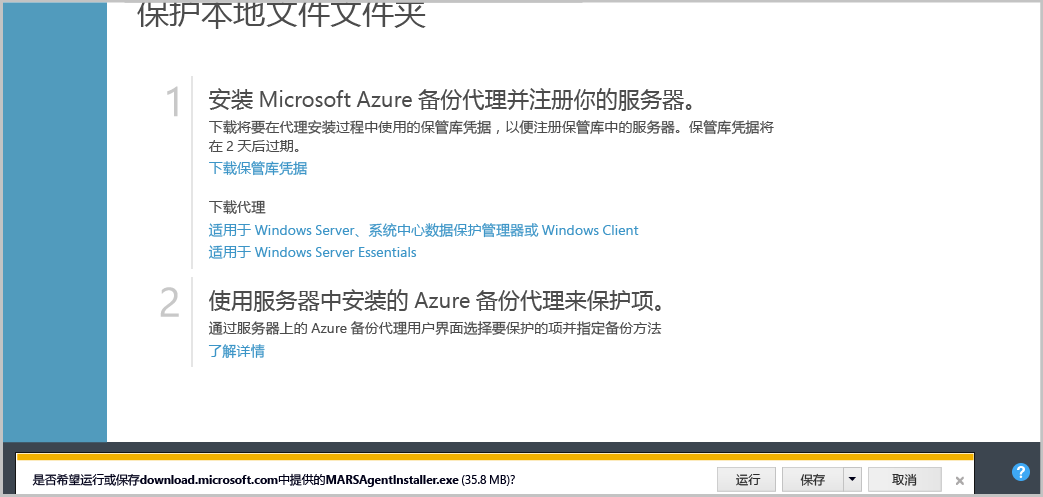 保护本地文件文件夹
1
安装 Microsoft Azure 备份代理并注册你的服务器。
下载将要在代理安装过程中使用的保管库凭据，以便注册保管库中的服务器。保管库凭据将
在 2 天后过期。
下载保管库凭据
下载代理
适用于 Windows Server、系统中心数据保护管理器或 Windows Client
适用于 Windows Server Essentials
2
使用服务器中安装的 Azure 备份代理来保护项。
通过服务器上的 Azure 备份代理用户界面选择要保护的项并指定备份方法
了解详情
是否希望运行或保存download.microsoft.com中提供的MARSAgentInstaller.exe (35.8 MB)?
运行
保存
取消
×
?